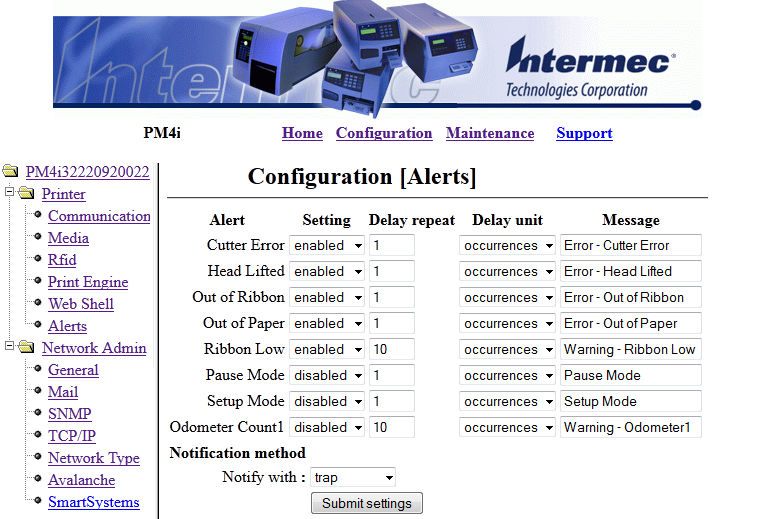 Intermec
Intermec®
Technologies Corporation
PM4i Home Configuration Maintenance Support
PM4i32220920022
Printer
Communication
Media
Rfid
Print Engine
Web Shell
Alerts
Network Admin
General
Mail
SNMP
TCP/IP
Network Type
Avalanche
SmartSystems
Configuration [Alerts]
Alert Setting Delay repeat Delay unit Message
Cutter Error enabled 1 occurrences Error - Cutter Error
Head Lifted enabled 1 occurrences Error - Head Lifted
Out of Ribbon enabled 1 occurrences Error - Out of Ribbon
Out of Paper enabled 1 occurrences Error - Out of Paper
Ribbon Low enabled 10 occurrences Warning - Ribbon Low
Pause Mode disabled 1 occurrences Pause Mode
Setup Mode disabled 1 occurrences Setup Mode
Odometer Count1 disabled 10 occurrences Warning - Odometer1
Notification method
Notify with : trap
Submit settings